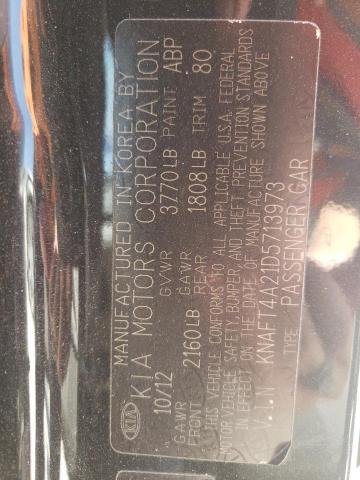 MANUFACTURED IN KOREA BY
KIA
KIA MOTORS CORPORATION
10/12 GVWR 3770LB PAINT ABP
GAWR FRONT 2160LB GAWR REAR 1808LB TRIM 80
THIS VEHICLE CONFORMS TO ALL APPLICABLE U.S.A. FEDERAL
MOTOR VEHICLE SAFETY, BUMPER, AND THEFT PREVENTION STANDARDS
IN EFFECT ON THE DATE OF MANUFACTURE SHOWN ABOVE
V.I.N KNAFT4A21D5713973
TYPE PASSENGER CAR